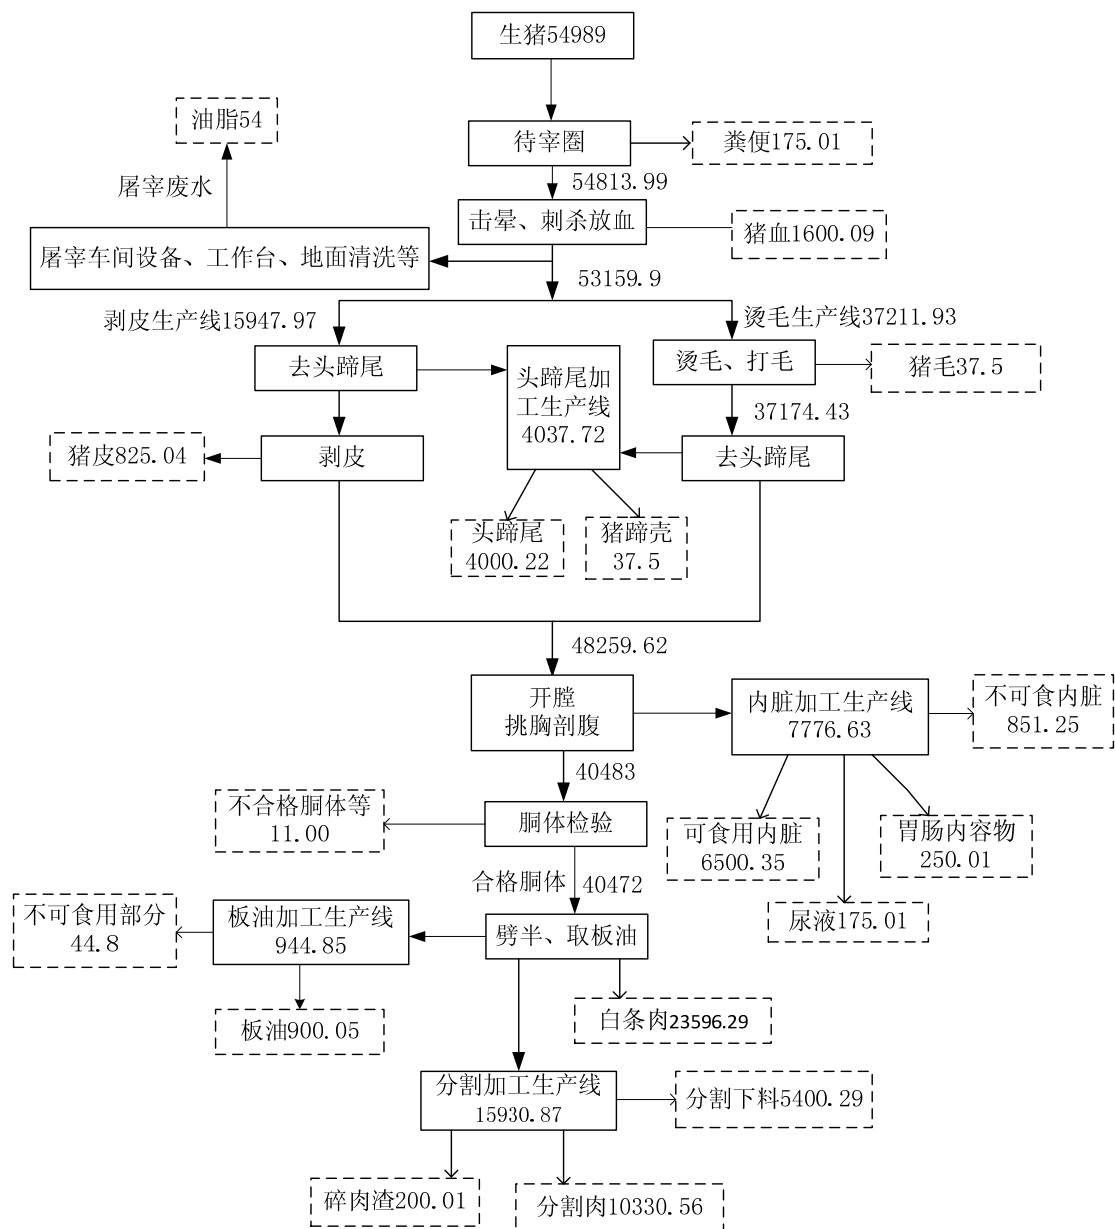 生猪54989
油脂54
待宰圈
粪便175.01
54813.99
屠宰废水
击晕、刺杀放血
猪血1600.09
屠宰车间设备、工作台、地面清洗等
53159.9
剥皮生产线15947.97
烫毛生产线37211.93
去头蹄尾
头蹄尾加
工生产线
4037.72
烫毛、打毛
猪毛37.5
37174.43
猪皮825.04
剥皮
去头蹄尾
头蹄尾
4000.22
猪蹄壳
37.5
48259.62
开膛
挑胸剖腹
内脏加工生产线
7776.63
不可食内脏
851.25
40483
不合格胴体等
11.00
胴体检验
可食用内脏
6500.35
胃肠内容物
250.01
合格胴体
40472
尿液175.01
不可食用部分
44.8
板油加工生产线
944.85
劈半、取板油
板油900.05
白条肉23596.29
分割加工生产线
15930.87
分割下料5400.29
碎肉渣200.01
分割肉10330.56